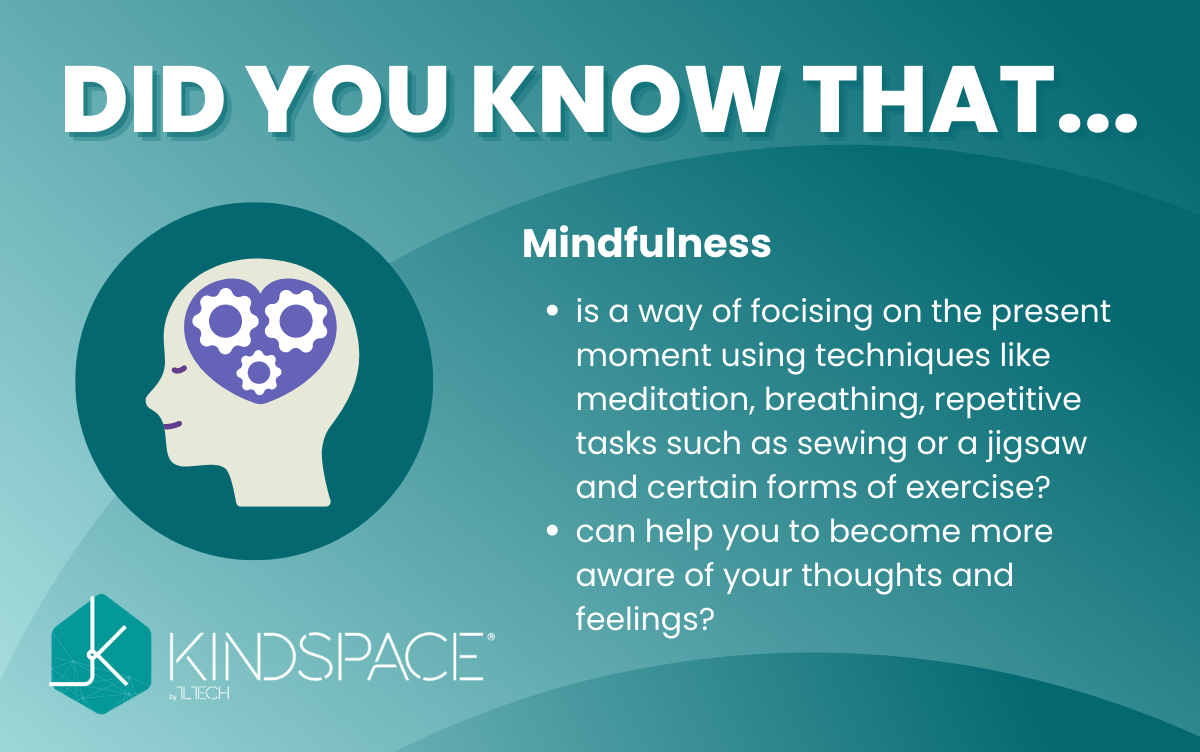 DID YOU KNOW THAT...
Mindfulness
• is a way of focising on the present
moment using techniques like
meditation, breathing, repetitive
tasks such as sewing or a jigsaw
and certain forms of exercise?
• can help you to become more
aware of your thoughts and
feelings?
KINDSPACE®
by TLTECH